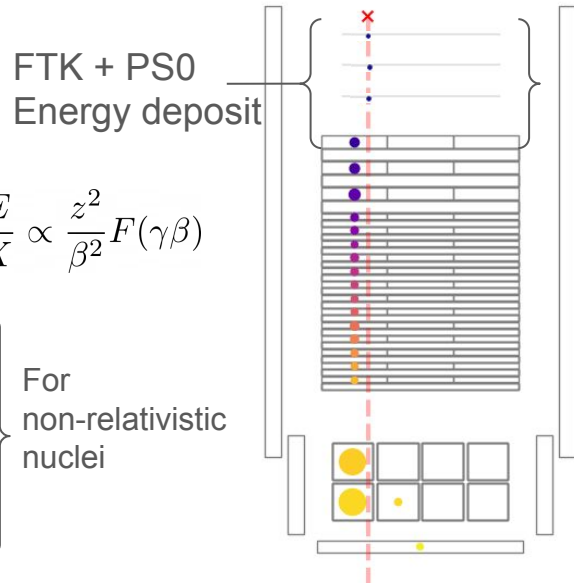 FTK + PS0
Energy deposit
∝ z²/β² F(γβ)
For
non-relativistic
nuclei